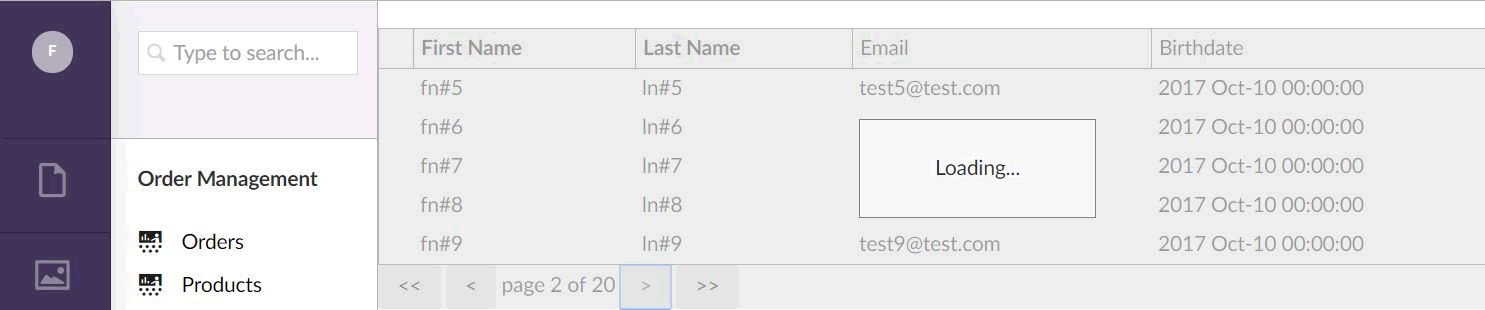 F
Type to search...
Order Management
Orders
Products
First Name Last Name Email Birthdate
fn#5 ln#5 test5@test.com 2017 Oct-10 00:00:00
fn#6 ln#6 2017 Oct-10 00:00:00
fn#7 ln#7 2017 Oct-10 00:00:00
fn#8 ln#8 2017 Oct-10 00:00:00
fn#9 ln#9 test9@test.com 2017 Oct-10 00:00:00
Loading...
<< < page 2 of 20 > >>